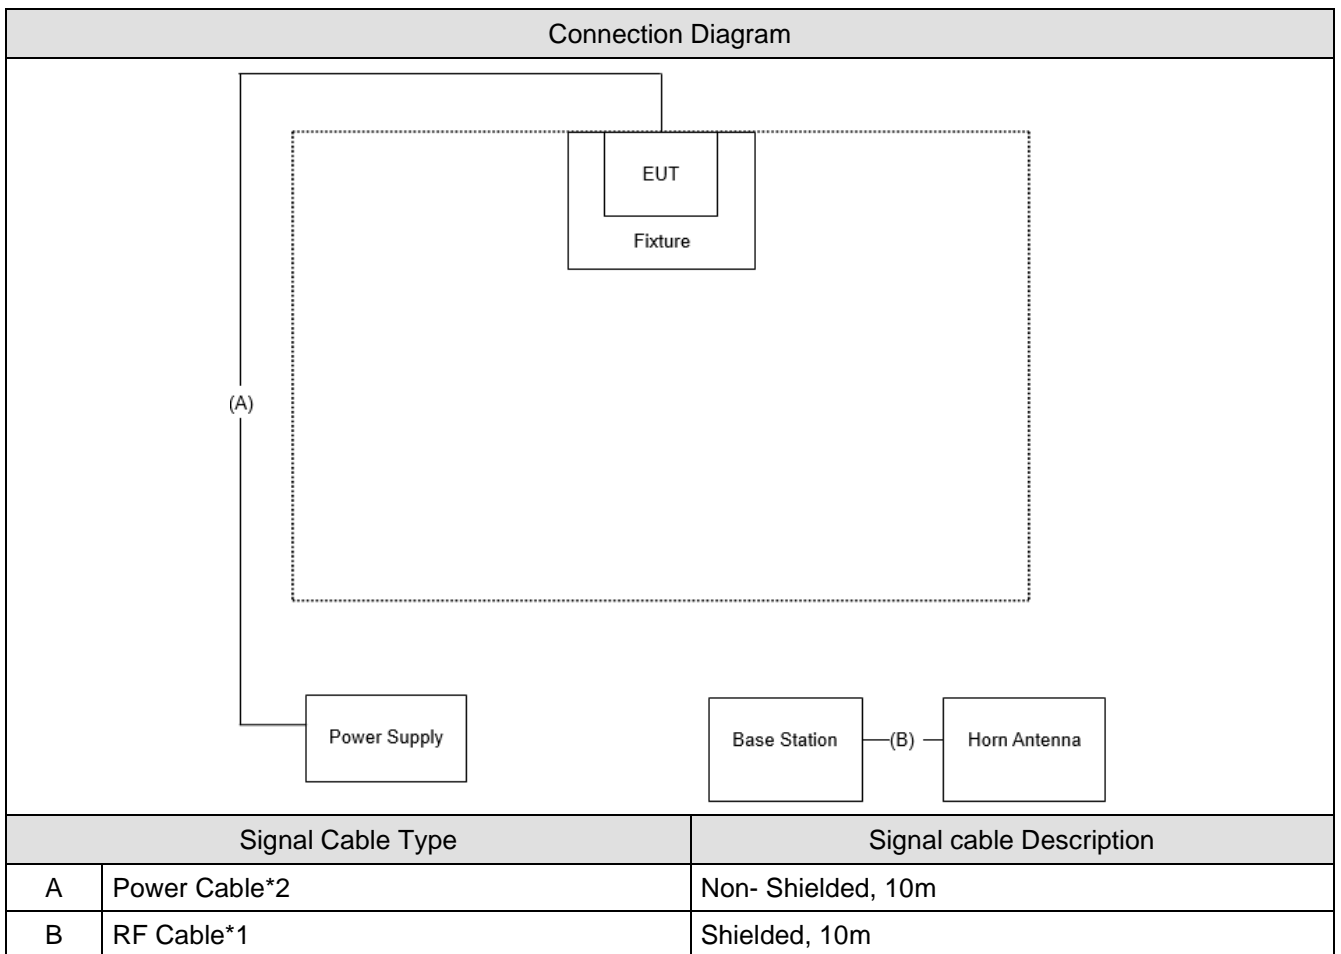 Connection Diagram
EUT
Fixture
(A)
Power Supply
Base Station
(B)
Horn Antenna
Signal Cable Type
Signal cable Description
A Power Cable*2 Non- Shielded, 10m
B RF Cable*1 Shielded, 10m